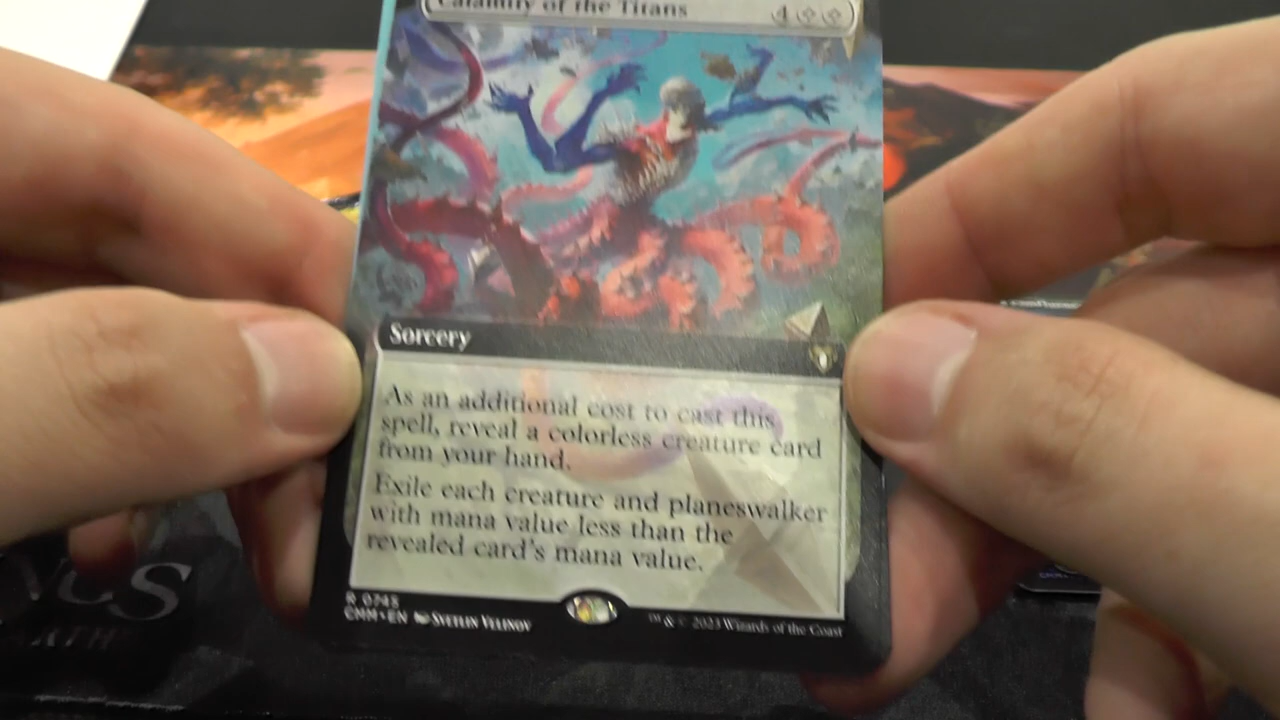 Calamity of the Titans 4
Sorcery
As an additional cost to cast this
spell, reveal a colorless creature card
from your hand.
Exile each creature and planeswalker
with mana value less than the
revealed card's mana value.
R 0743
CMM • EN Svetlin Velinov
™ & © 2023 Wizards of the Coast